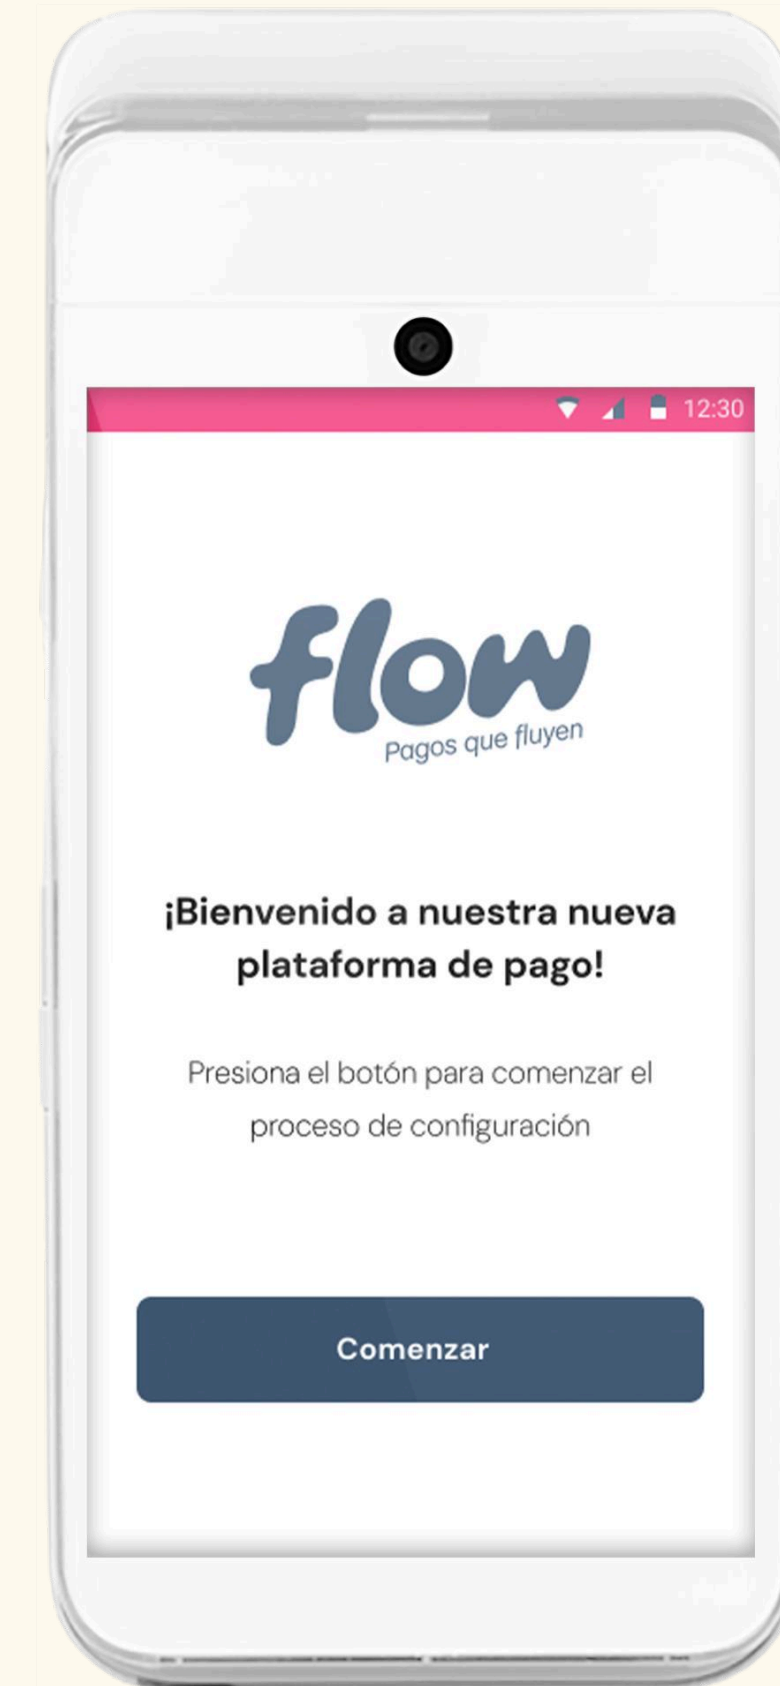 12:30
flow
Pagos que fluyen
¡Bienvenido a nuestra nueva
plataforma de pago!
Presiona el botón para comenzar el
proceso de configuración
Comenzar